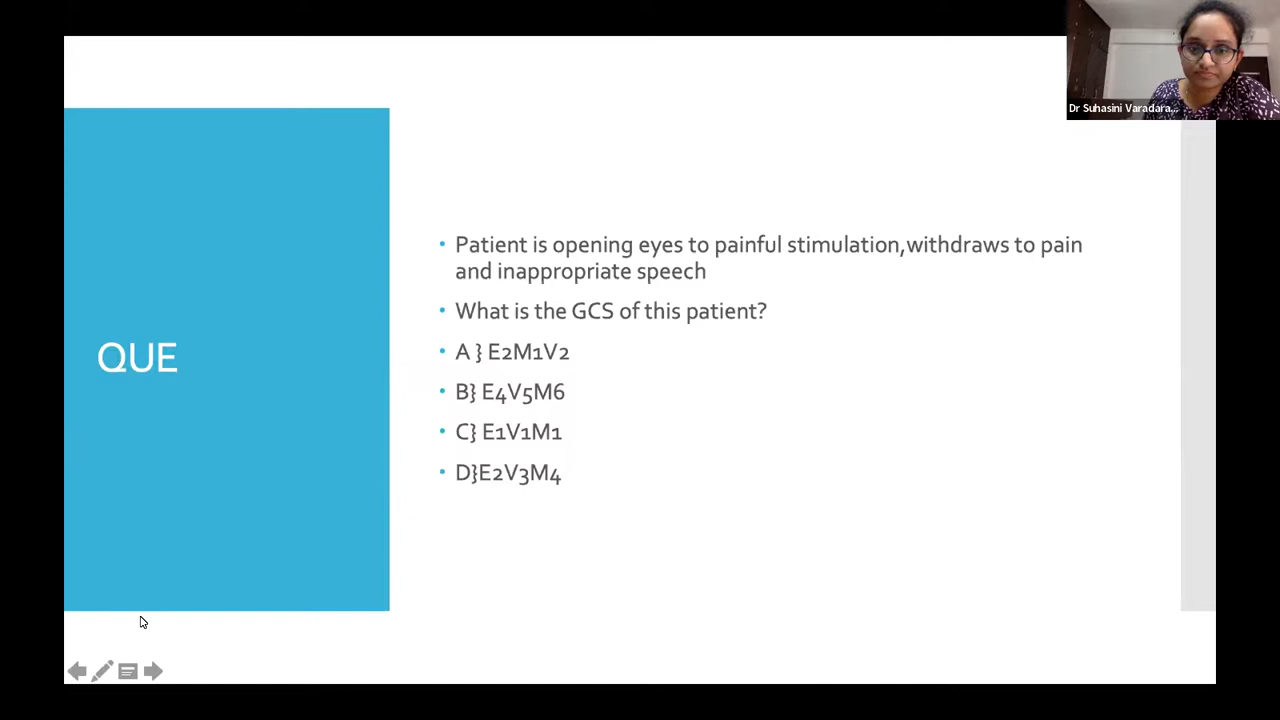 Dr Suhasini Varadara...
QUE
• Patient is opening eyes to painful stimulation,withdraws to pain
and inappropriate speech
• What is the GCS of this patient?
• A } E2M1V2
• B} E4V5M6
• C} E1V1M1
• D}E2V3M4